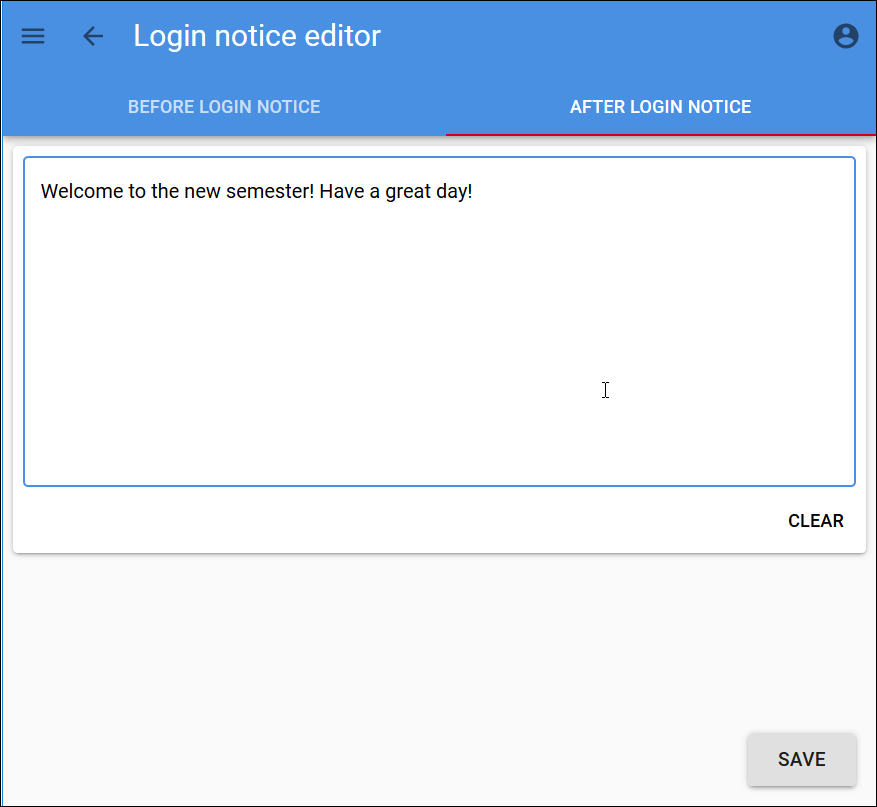 Login notice editor
BEFORE LOGIN NOTICE
AFTER LOGIN NOTICE
Welcome to the new semester! Have a great day!
CLEAR
SAVE